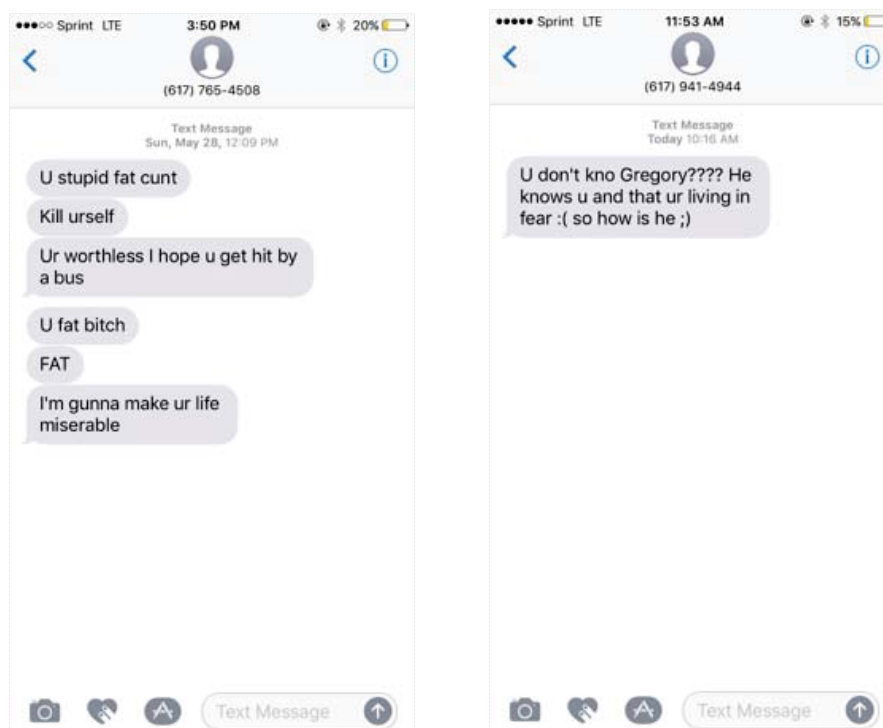 Sprint LTE
3:50 PM
20%
(617) 765-4508
Text Message
Sun, May 28, 12:09 PM
U stupid fat cunt
Kill urself
Ur worthless I hope u get hit by
a bus
U fat bitch
FAT
I'm gunna make ur life
miserable
Text Message
Sprint LTE
11:53 AM
15%
(617) 941-4944
Text Message
Today 10:16 AM
U don't kno Gregory???? He
knows u and that ur living in
fear :( so how is he ;)
Text Message